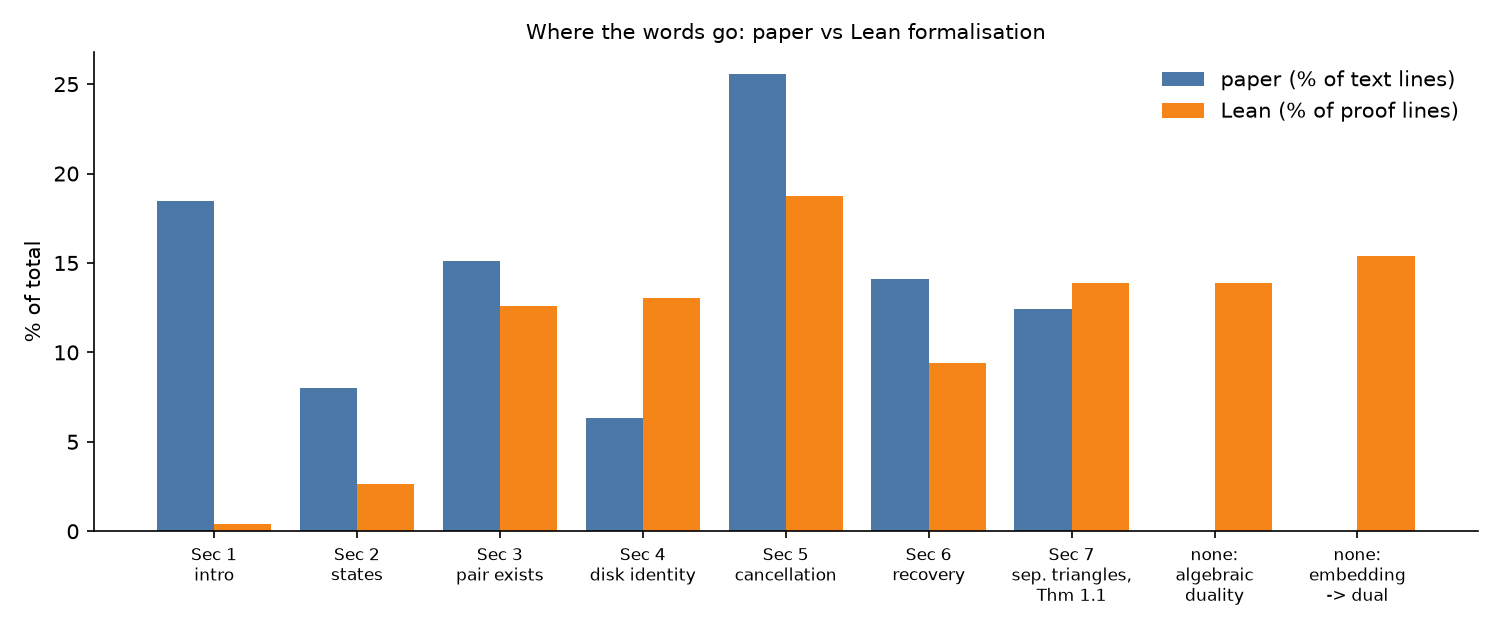 Where the words go: paper vs Lean formalisation
paper (% of text lines)
Lean (% of proof lines)
% of total
25
20
15
10
5
0
Sec 1
intro
Sec 2
states
Sec 3
pair exists
Sec 4
disk identity
Sec 5
cancellation
Sec 6
recovery
Sec 7
sep. triangles,
Thm 1.1
none:
algebraic
duality
none:
embedding
-> dual